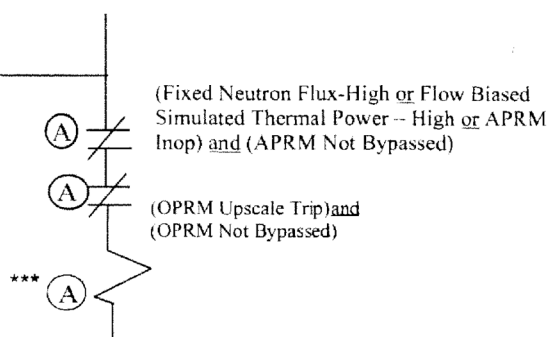 (Fixed Neutron Flux-High or Flow Biased
A
Simulated Thermal Power -- High or APRM
Inop) and (APRM Not Bypassed)
A
(OPRM Upscale Trip)and
(OPRM Not Bypassed)
*** A